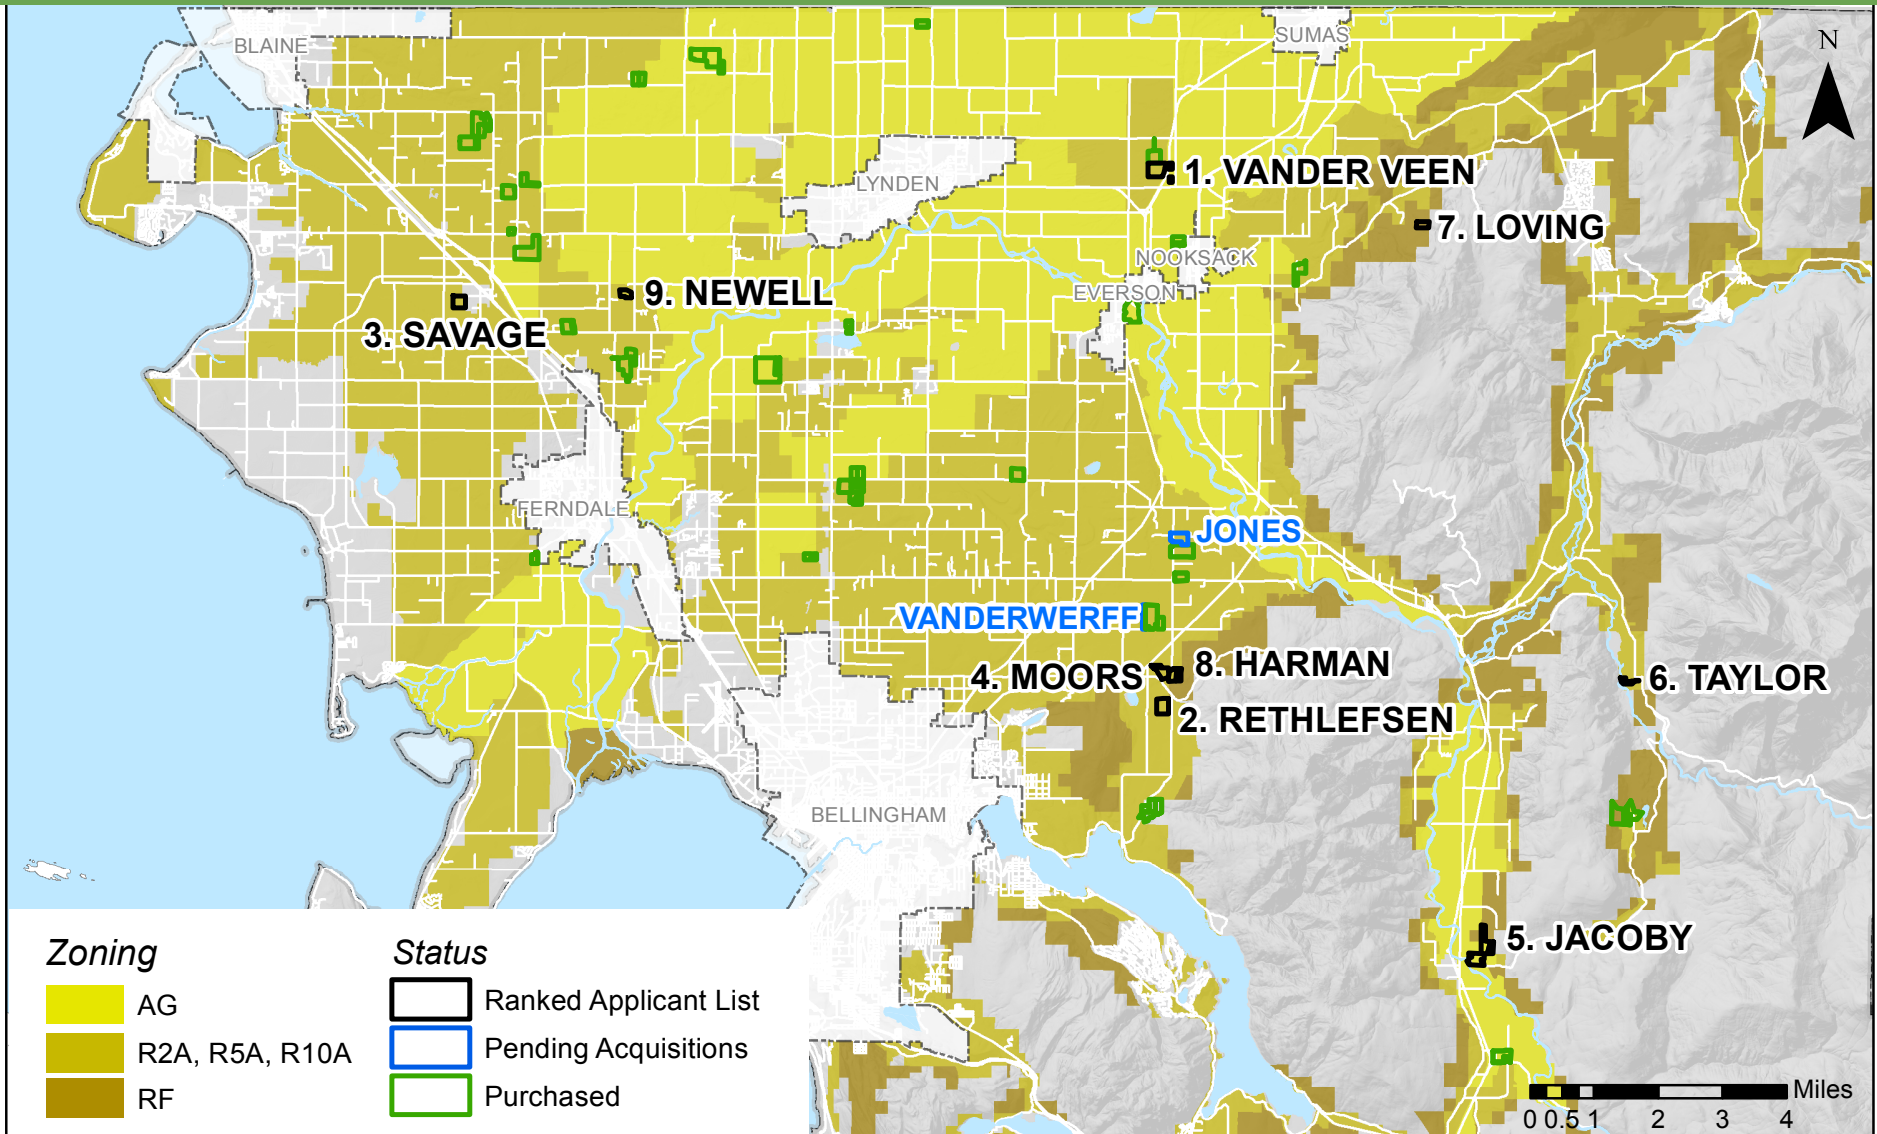 BLAINE
SUMAS
N
LYNDEN
1. VANDER VEEN
7. LOVING
NOOKSACK
EVERSON
9. NEWELL
3. SAVAGE
FERNDALE
JONES
VANDERWERFF
8. HARMAN
4. MOORS
6. TAYLOR
2. RETHLEFSEN
BELLINGHAM
5. JACOBY
Zoning
AG
R2A, R5A, R10A
RF
Status
Ranked Applicant List
Pending Acquisitions
Purchased
Miles
0 0.5 1 2 3 4